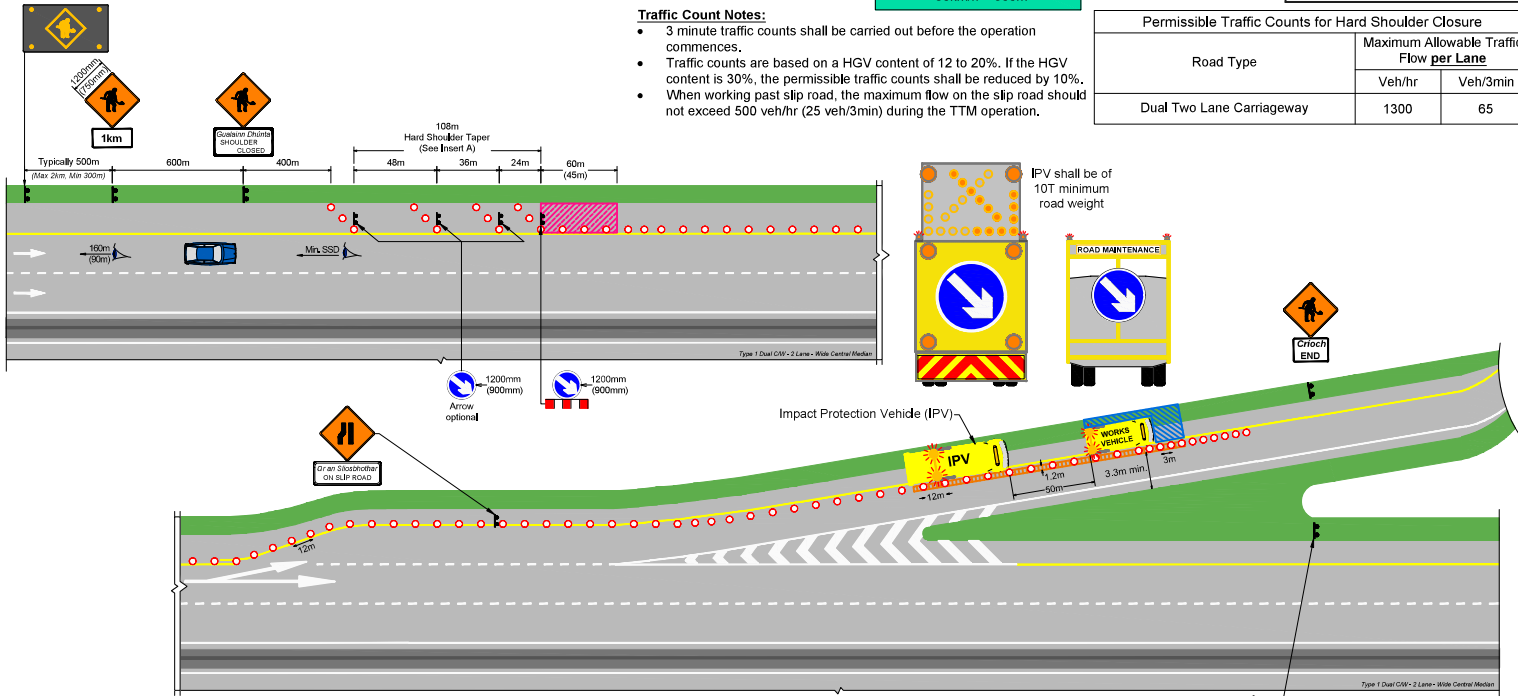 Traffic Count Notes:
• 3 minute traffic counts shall be carried out before the operation
commences.
• Traffic counts are based on a HGV content of 12 to 20%. If the HGV
content is 30%, the permissible traffic counts shall be reduced by 10%.
• When working past slip road, the maximum flow on the slip road should
not exceed 500 veh/hr (25 veh/3min) during the TTM operation.
Permissible Traffic Counts for Hard Shoulder Closure
Road Type
Maximum Allowable Traffic
Flow per Lane
Veh/hr
Veh/3min
Dual Two Lane Carriageway
1300
65
1200mm
(750mm)
1km
Gualainn Dhúnta
SHOULDER
CLOSED
Typically 500m
(Max 2km, Min 300m)
600m
400m
108m
Hard Shoulder Taper
(See Insert A)
48m
36m
24m
60m
(45m)
160m
(90m)
Min. SSD
Type 1 Dual C/W - 2 Lane - Wide Central Median
Arrow
optional
1200mm
(900mm)
1200mm
(900mm)
IPV shall be of
10T minimum
road weight
ROAD MAINTENANCE
Críoch
END
Impact Protection Vehicle (IPV)
Ar an Sliosbhóthar
ON SLIP ROAD
IPV
WORKS
VEHICLE
12m
12m
50m
1.2m
3.3m min.
3m
Type 1 Dual C/W - 2 Lane - Wide Central Median